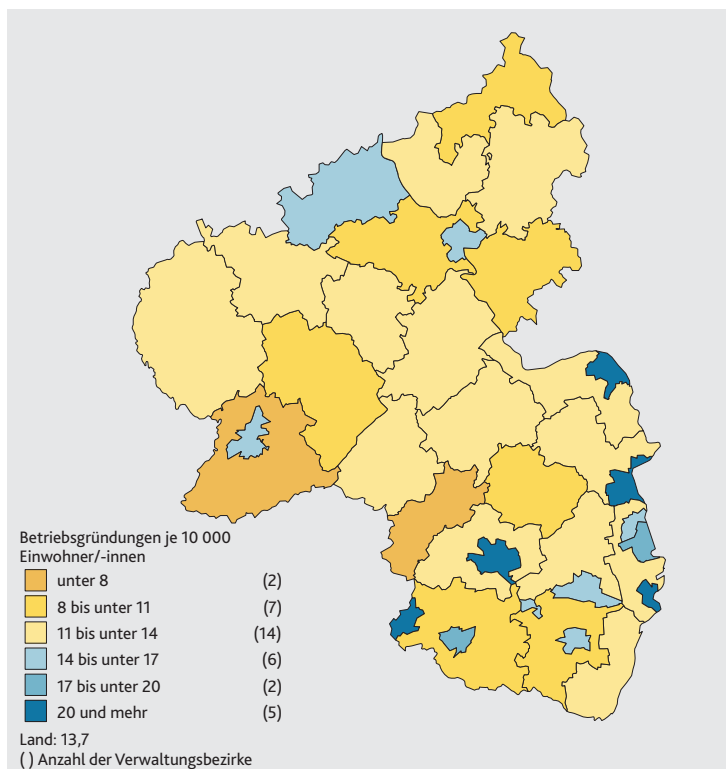 Betriebsgründungen je 10 000
Einwohner/-innen
unter 8 (2)
8 bis unter 11 (7)
11 bis unter 14 (14)
14 bis unter 17 (6)
17 bis unter 20 (2)
20 und mehr (5)
Land: 13,7
( ) Anzahl der Verwaltungsbezirke